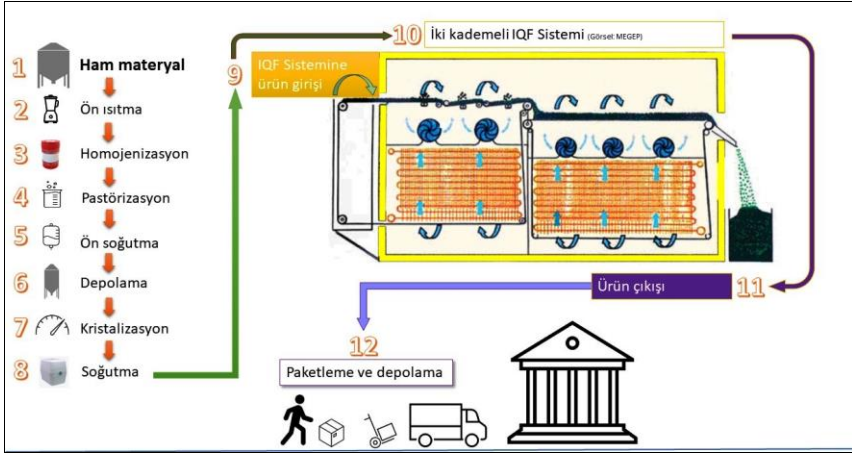 1 Ham materyal
2 Ön ısıtma
3 Homojenizasyon
4 Pastörizasyon
5 Ön soğutma
6 Depolama
7 Kristalizasyon
8 Soğutma
9 IQF Sistemine
ürün girişi
10 İki kademeli IQF Sistemi (Görsel: MEGEP)
Ürün çıkışı 11
12
Paketleme ve depolama